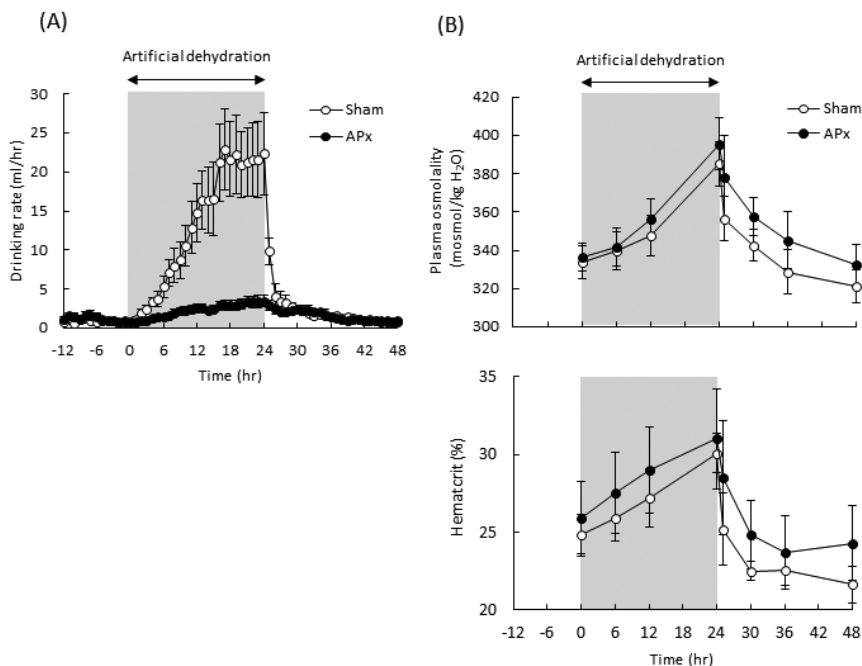 (A)
Artificial dehydration
30
25
20
15
10
5
0
Drinking rate (ml/hr)
Sham
APx
-12 -6 0 6 12 18 24 30 36 42 48
Time (hr)
(B)
Artificial dehydration
420
400
380
360
340
320
300
Plasma osmolality
(mosmol/kg H₂O)
Sham
APx
35
30
25
20
Hematcrit (%)
-12 -6 0 6 12 18 24 30 36 42 48
Time (hr)